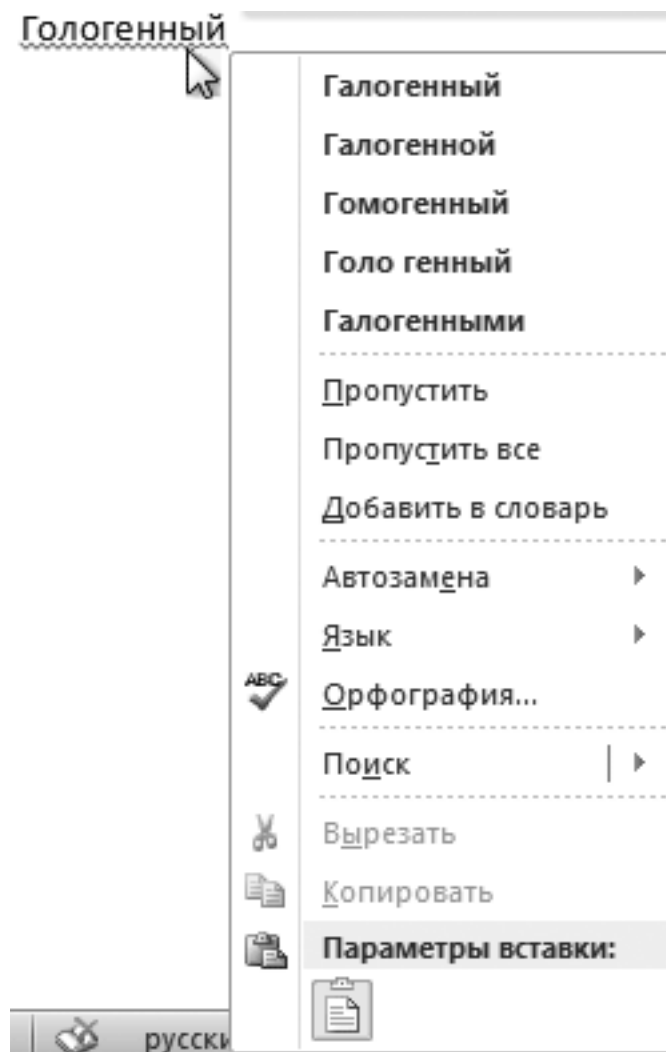 Гологенный
Галогенный
Галогенной
Гомогенный
Голо генный
Галогенными
Пропустить
Пропустить все
Добавить в словарь
Автозамена
Язык
ABC Орфография...
Поиск
Вырезать
Копировать
Параметры вставки:
русски